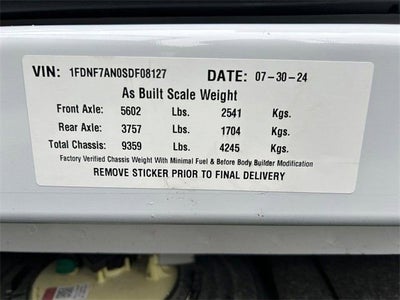 VIN: 1FDNF7AN0SDF08127 DATE: 07-30-24
As Built Scale Weight
Front Axle: 5602 Lbs. 2541 Kgs.
Rear Axle: 3757 Lbs. 1704 Kgs.
Total Chassis: 9359 Lbs. 4245 Kgs.
Factory Verified Chassis Weight With Minimal Fuel & Before Body Builder Modification
REMOVE STICKER PRIOR TO FINAL DELIVERY